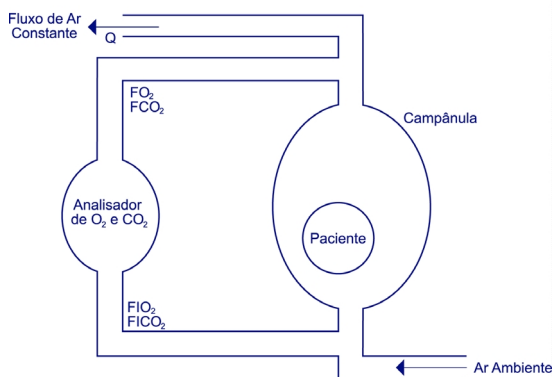 Fluxo de Ar
Constante
Q
FO₂
FCO₂
Campânula
Analisador
de O₂ e CO₂
Paciente
FIO₂
FICO₂
Ar Ambiente